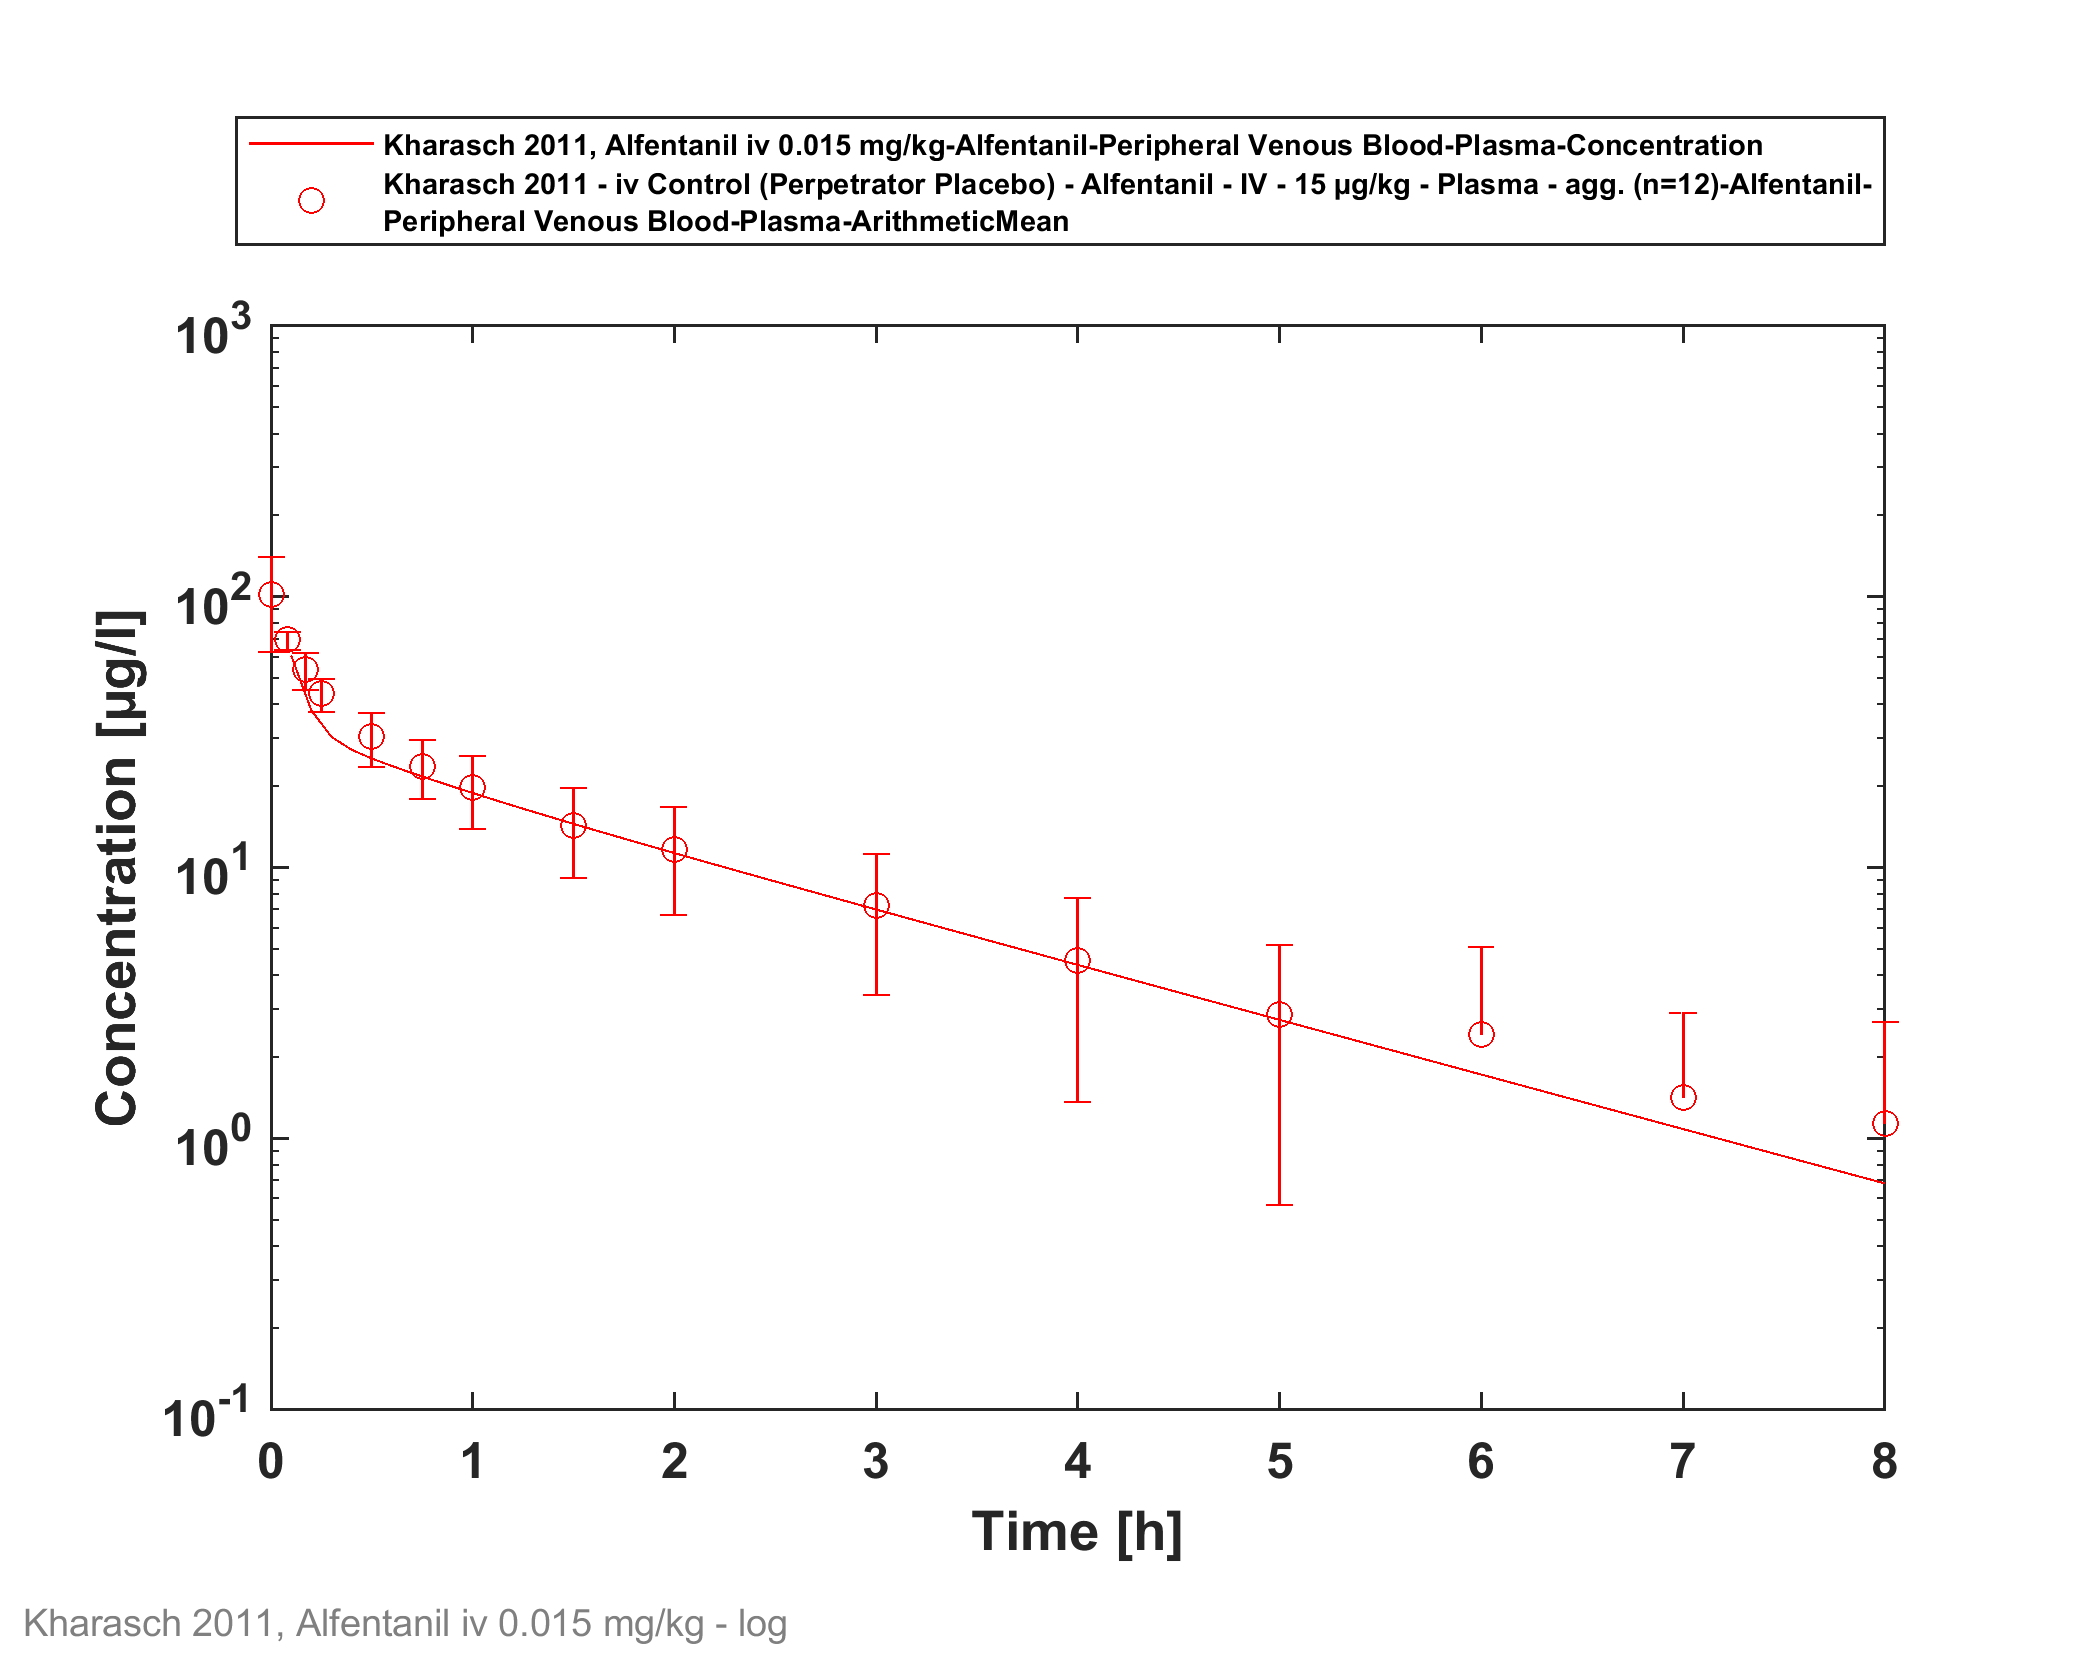 Kharasch 2011, Alfentanil iv 0.015 mg/kg-Alfentanil-Peripheral Venous Blood-Plasma-Concentration
Kharasch 2011 - iv Control (Perpetrator Placebo) - Alfentanil - IV - 15 µg/kg - Plasma - agg. (n=12)-Alfentanil-
Peripheral Venous Blood-Plasma-ArithmeticMean
10^3
10^2
10^1
10^0
10^-1
Concentration [µg/l]
0 1 2 3 4 5 6 7 8
Time [h]
Kharasch 2011, Alfentanil iv 0.015 mg/kg - log